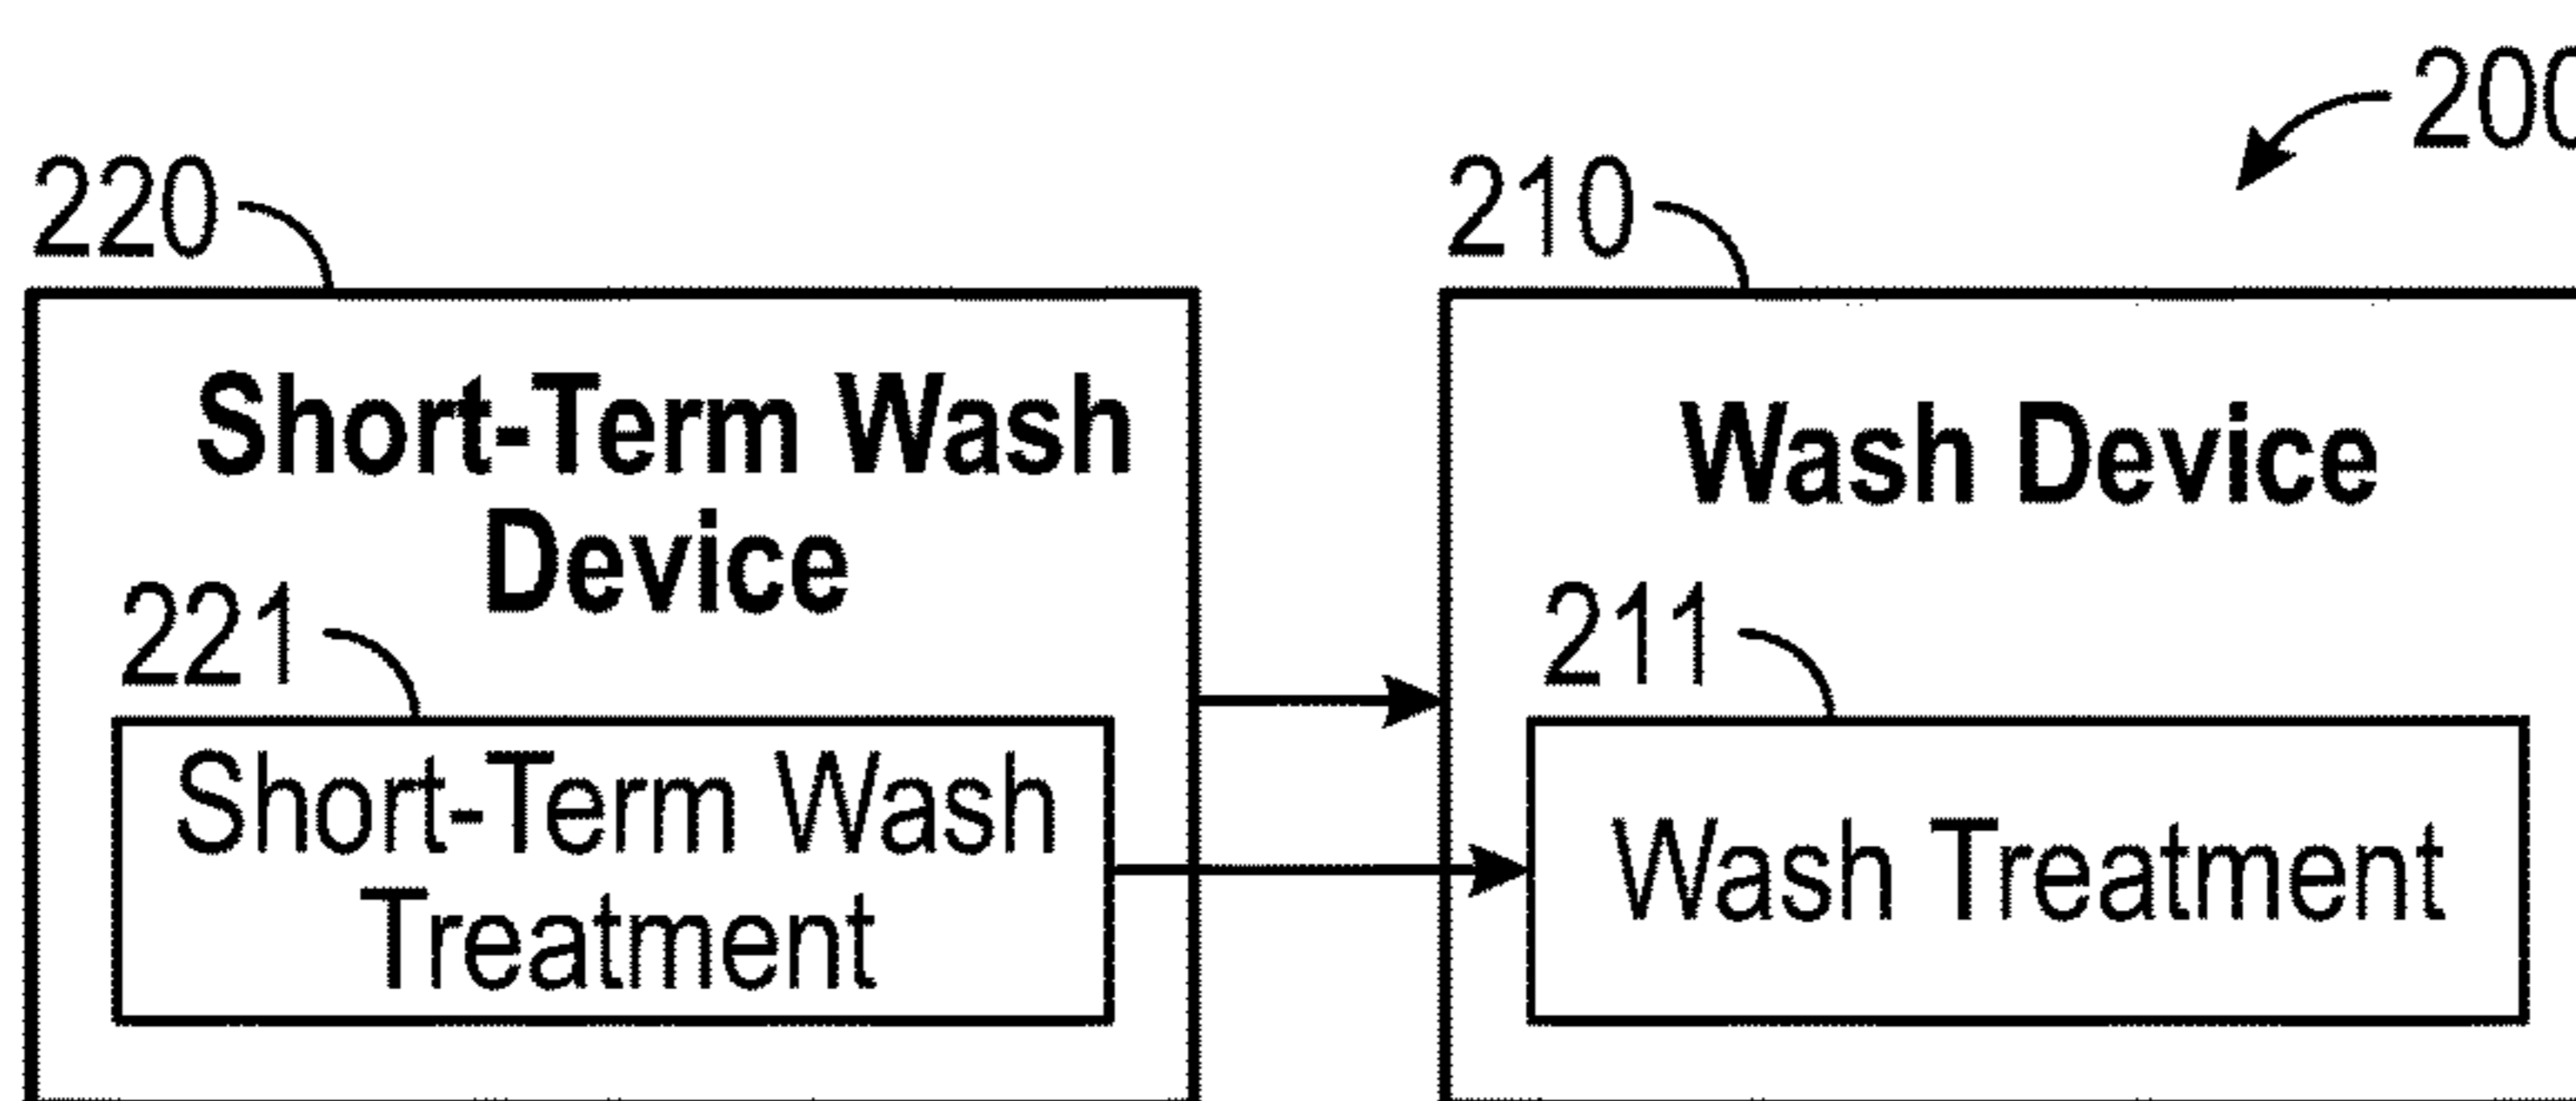 200
220
210
Short-Term Wash
Device
Wash Device
221
211
Short-Term Wash
Treatment
Wash Treatment